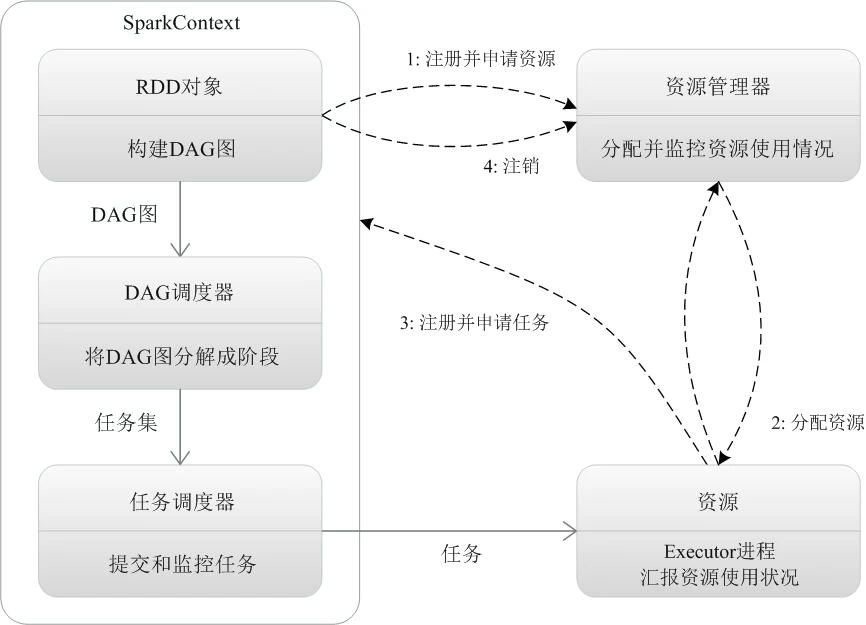 SparkContext
RDD对象
构建DAG图
1: 注册并申请资源
4: 注销
资源管理器
分配并监控资源使用情况
DAG图
DAG调度器
将DAG图分解成阶段
3: 注册并申请任务
2: 分配资源
任务集
任务调度器
提交和监控任务
任务
资源
Executor进程
汇报资源使用状况